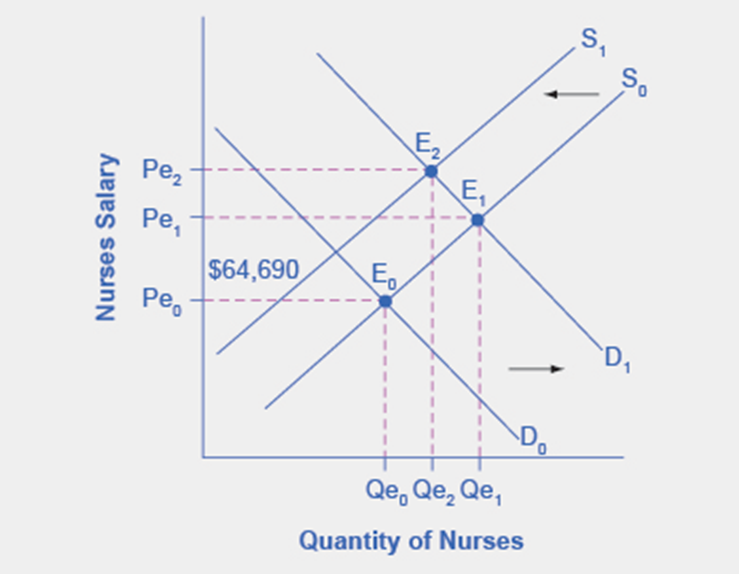 S₁
S₀
E₂
Pe₂
E₁
Pe₁
Nurses Salary
$64,690
E₀
Pe₀
D₁
D₀
Qe₀ Qe₂ Qe₁
Quantity of Nurses